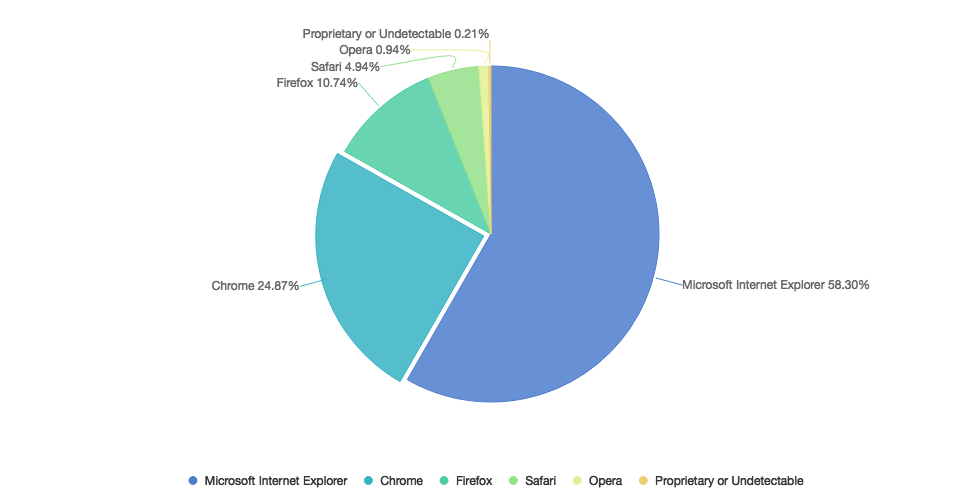 Proprietary or Undetectable 0.21%
Opera 0.94%
Safari 4.94%
Firefox 10.74%
Chrome 24.87%
Microsoft Internet Explorer 58.30%
Microsoft Internet Explorer Chrome Firefox Safari Opera Proprietary or Undetectable